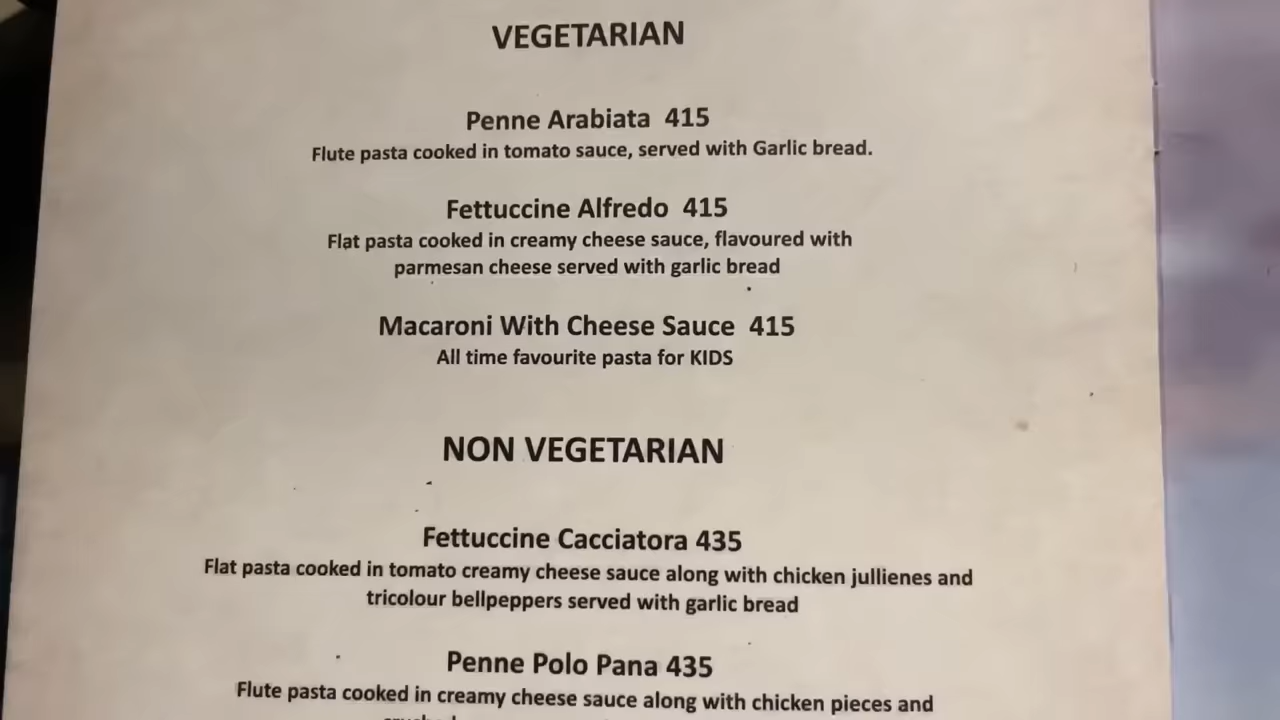 VEGETARIAN
Penne Arabiata 415
Flute pasta cooked in tomato sauce, served with Garlic bread.
Fettuccine Alfredo 415
Flat pasta cooked in creamy cheese sauce, flavoured with
parmesan cheese served with garlic bread
Macaroni With Cheese Sauce 415
All time favourite pasta for KIDS
NON VEGETARIAN
Fettuccine Cacciatora 435
Flat pasta cooked in tomato creamy cheese sauce along with chicken jullienes and
tricolour bellpeppers served with garlic bread
Penne Polo Pana 435
Flute pasta cooked in creamy cheese sauce along with chicken pieces and